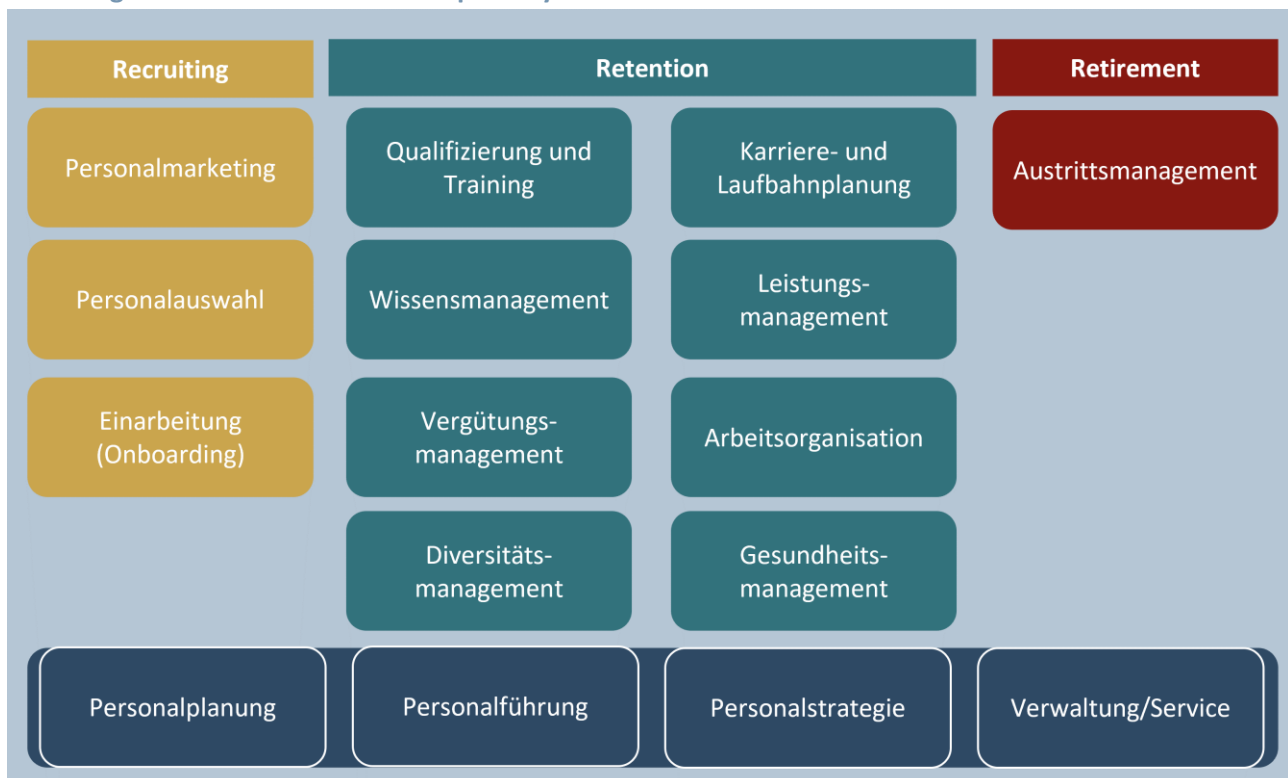 Recruiting
Retention
Retirement
Personalmarketing
Qualifizierung und
Training
Karriere- und
Laufbahnplanung
Austrittsmanagement
Personalauswahl
Wissensmanagement
Leistungs-
management
Einarbeitung
(Onboarding)
Vergütungs-
management
Arbeitsorganisation
Diversitäts-
management
Gesundheits-
management
Personalplanung
Personalführung
Personalstrategie
Verwaltung/Service